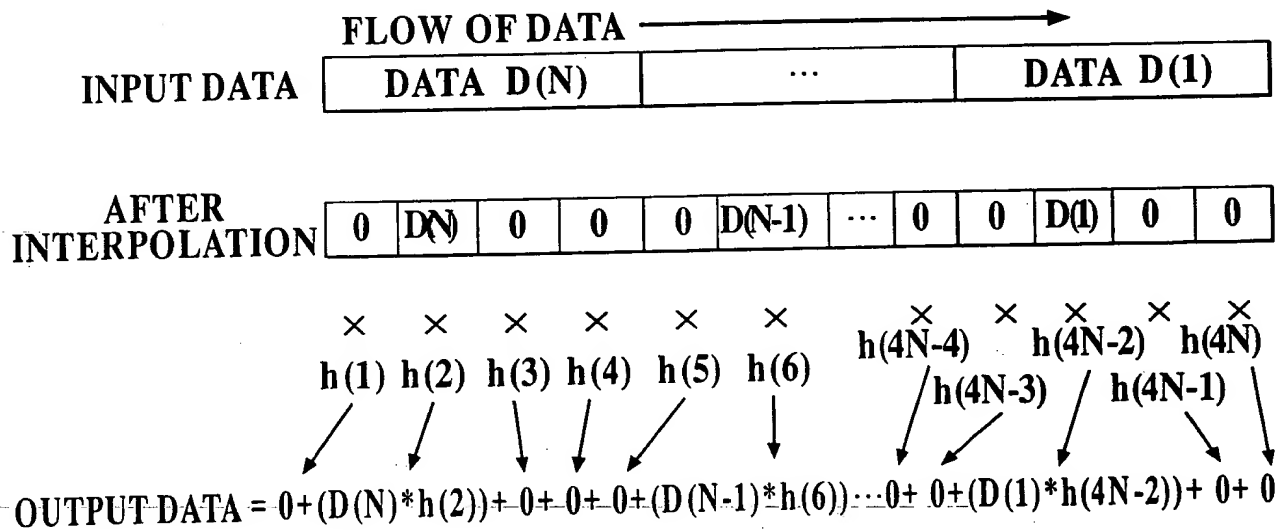 FLOW OF DATA
INPUT DATA DATA D(N) ... DATA D(1)
AFTER INTERPOLATION 0 D(N) 0 0 0 D(N-1) ... 0 0 D(1) 0 0
× × × × × × × × × × ×
h(1) h(2) h(3) h(4) h(5) h(6) h(4N-4) h(4N-2) h(4N)
h(4N-3) h(4N-1)
OUTPUT DATA = 0+(D(N)*h(2))+0+0+0+(D(N-1)*h(6))...0+0+(D(1)*h(4N-2))+0+0